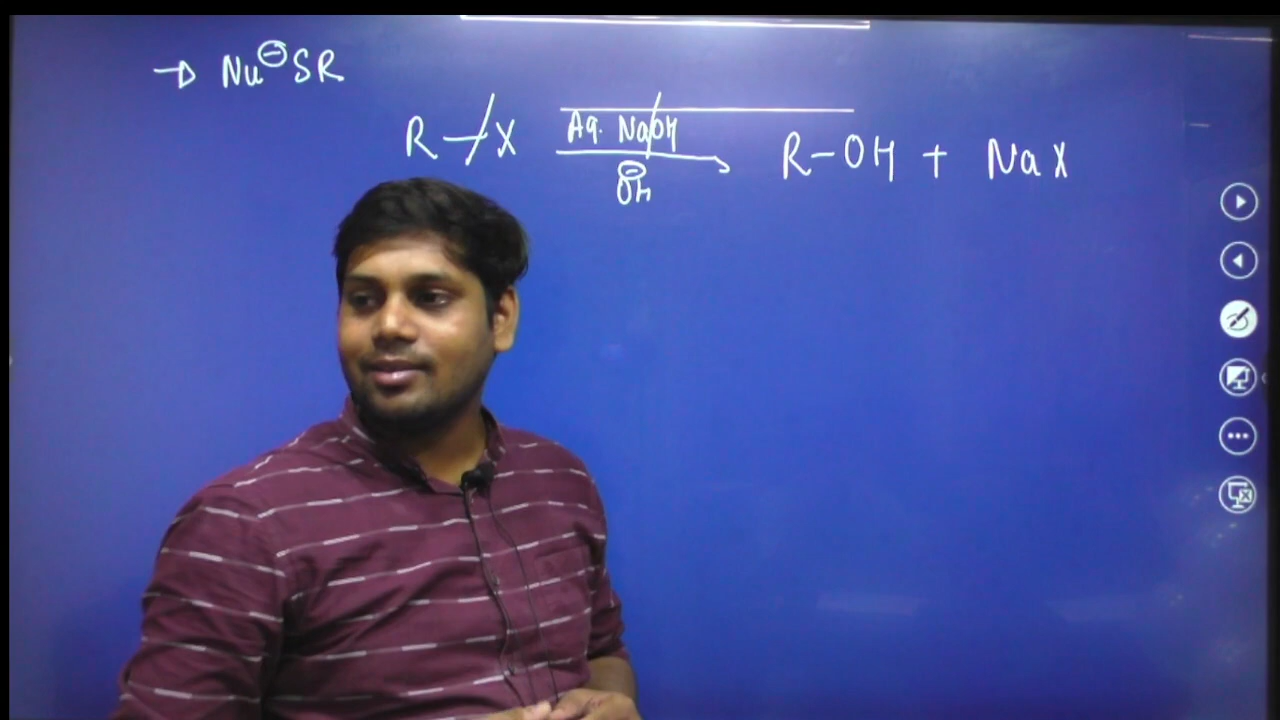 → Nu⊖SR
R–X Aq. NaOH R–OH + NaX
⊖
OH